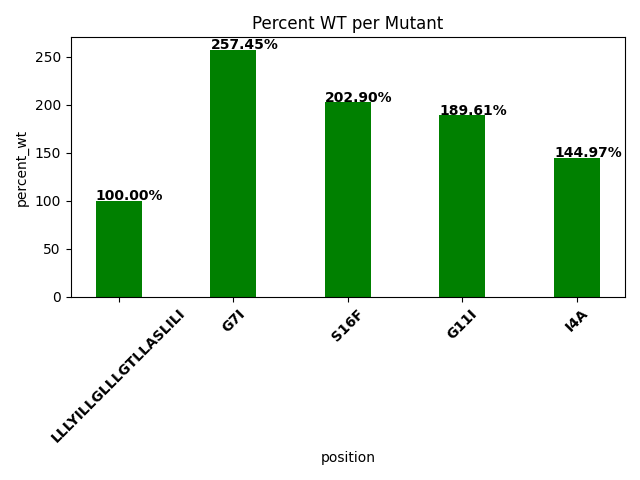 Percent WT per Mutant
percent_wt
250
200
150
100
50
0
100.00%
257.45%
202.90%
189.61%
144.97%
LLLYILLGLLLGTLLASLILI
G7I
S16F
G11I
I4A
position